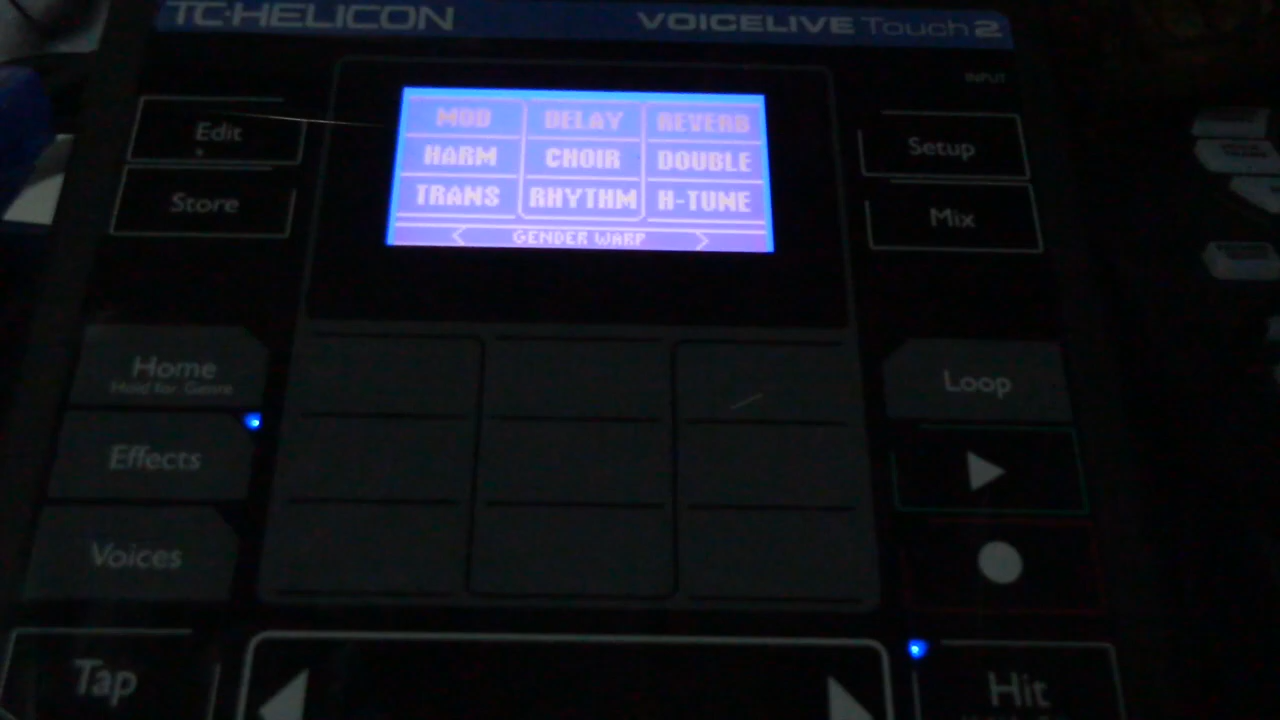 TC·HELICON
VOICELIVE Touch 2
INPUT
Edit
Store
MOD DELAY REVERB
HARM CHOIR DOUBLE
TRANS RHYTHM H-TUNE
< GENDER WARP >
Setup
Mix
Home
Hold for Genre
Effects
Voices
Loop
Tap
Hit